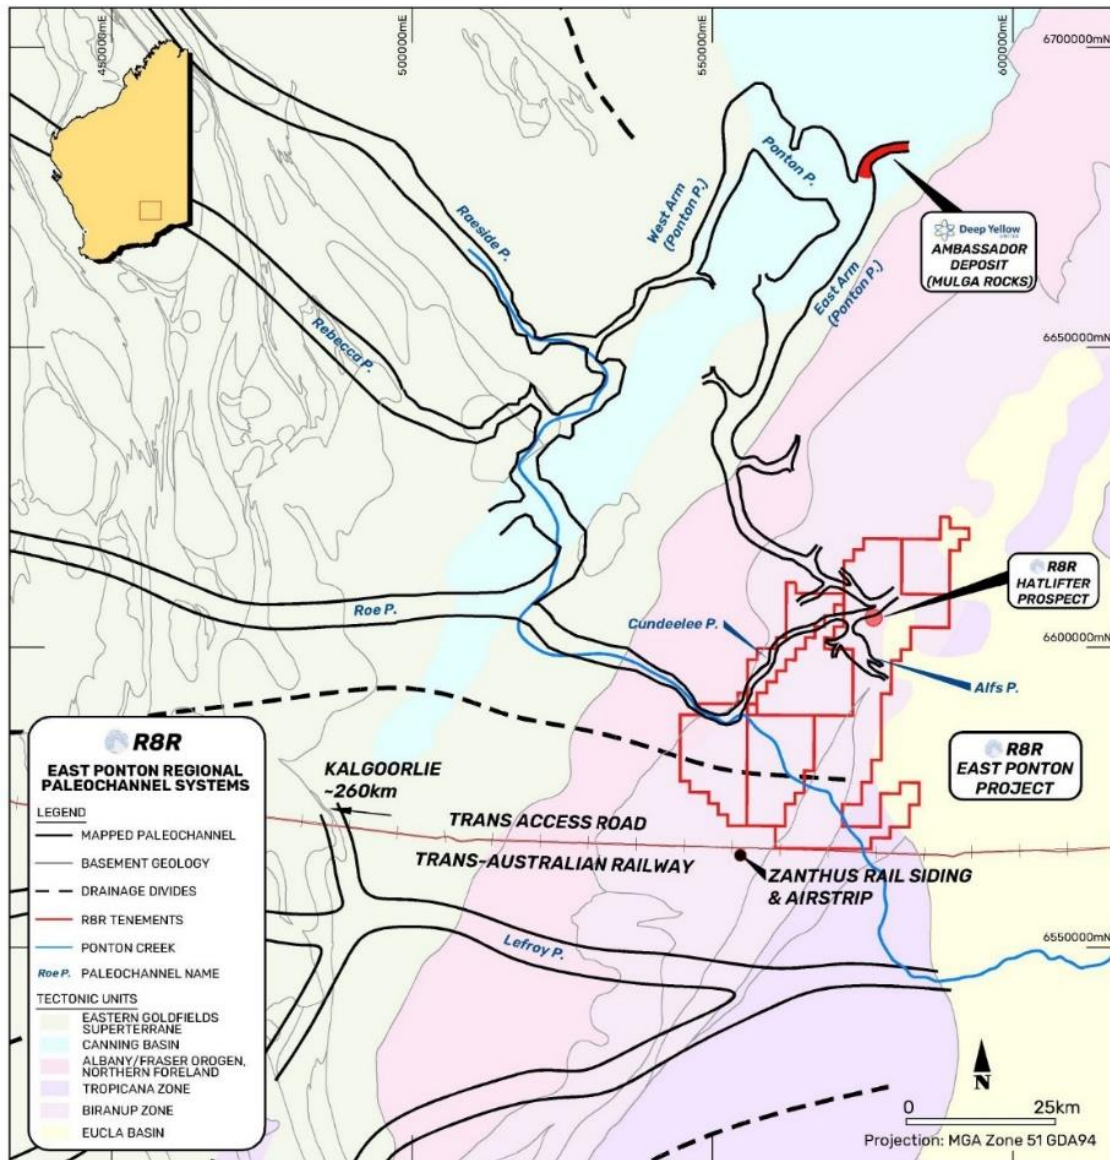 450000mE
500000mE
550000mE
600000mE
6700000mN
Raeside P.
West Arm
(Ponton P.)
Ponton P.
East Arm
(Ponton P.)
Deep Yellow
LIMITED
AMBASSADOR
DEPOSIT
(MULGA ROCKS)
Rebecca P.
6650000mN
R8R
HATLIFTER
PROSPECT
Roe P.
Cundeelee P.
6600000mN
Alfs P.
R8R
EAST PONTON
PROJECT
KALGOORLIE
~260km
TRANS ACCESS ROAD
TRANS-AUSTRALIAN RAILWAY
ZANTHUS RAIL SIDING
& AIRSTRIP
Lefroy P.
6550000mN
R8R
EAST PONTON REGIONAL
PALEOCHANNEL SYSTEMS
LEGEND
MAPPED PALEOCHANNEL
BASEMENT GEOLOGY
DRAINAGE DIVIDES
R8R TENEMENTS
PONTON CREEK
Roe P. PALEOCHANNEL NAME
TECTONIC UNITS
EASTERN GOLDFIELDS
SUPERTERRANE
CANNING BASIN
ALBANY/FRASER OROGEN,
NORTHERN FORELAND
TROPICANA ZONE
BIRANUP ZONE
EUCLA BASIN
N
0 25km
Projection: MGA Zone 51 GDA94